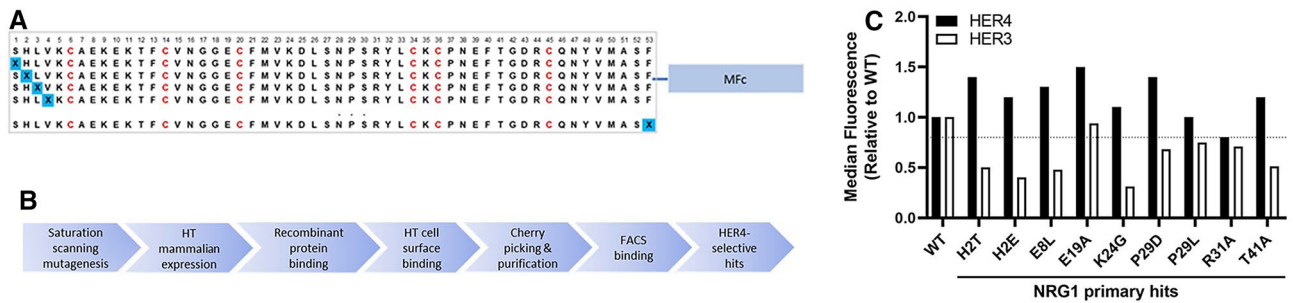 A
1 2 3 4 5 6 7 8 9 10 11 12 13 14 15 16 17 18 19 20 21 22 23 24 25 26 27 28 29 30 31 32 33 34 35 36 37 38 39 40 41 42 43 44 45 46 47 48 49 50 51 52 53
S H L V K C A E K E K T F C V N G G E C F M V K D L S N P S R Y L C K C P N E F T G D R C Q N Y V M A S F
X H L V K C A E K E K T F C V N G G E C F M V K D L S N P S R Y L C K C P N E F T G D R C Q N Y V M A S F
S X L V K C A E K E K T F C V N G G E C F M V K D L S N P S R Y L C K C P N E F T G D R C Q N Y V M A S F
S H X V K C A E K E K T F C V N G G E C F M V K D L S N P S R Y L C K C P N E F T G D R C Q N Y V M A S F
S H L X K C A E K E K T F C V N G G E C F M V K D L S N P S R Y L C K C P N E F T G D R C Q N Y V M A S F
. . .
S H L V K C A E K E K T F C V N G G E C F M V K D L S N P S R Y L C K C P N E F T G D R C Q N Y V M A S X
MFc
B
Saturation
scanning
mutagenesis
HT
mammalian
expression
Recombinant
protein
binding
HT cell
surface
binding
Cherry
picking &
purification
FACS
binding
HER4-
selective
hits
C
Median Fluorescence
(Relative to WT)
2.0
1.5
1.0
0.5
0.0
HER4
HER3
WT H2T H2E E8L E19A K24G P29D P29L R31A T41A
NRG1 primary hits